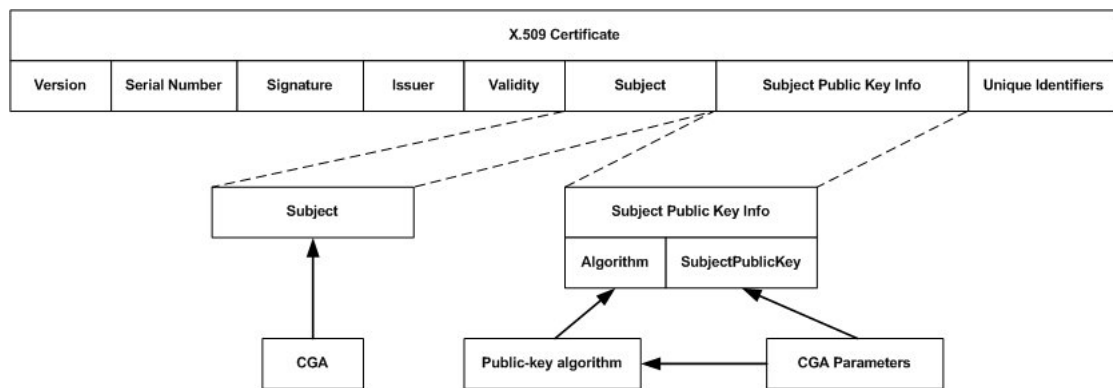 X.509 Certificate
Version Serial Number Signature Issuer Validity Subject Subject Public Key Info Unique Identifiers
Subject Subject Public Key Info
Algorithm SubjectPublicKey
CGA Public-key algorithm CGA Parameters